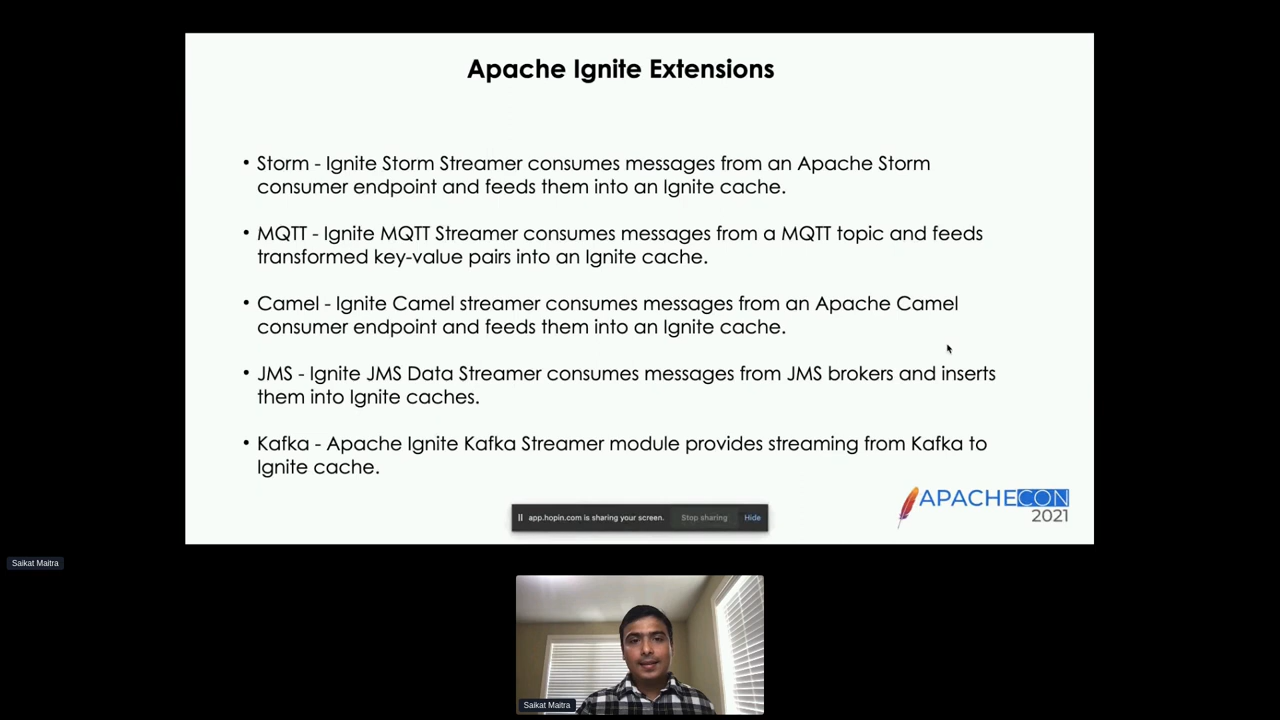 Apache Ignite Extensions
• Storm - Ignite Storm Streamer consumes messages from an Apache Storm
consumer endpoint and feeds them into an Ignite cache.
• MQTT - Ignite MQTT Streamer consumes messages from a MQTT topic and feeds
transformed key-value pairs into an Ignite cache.
• Camel - Ignite Camel streamer consumes messages from an Apache Camel
consumer endpoint and feeds them into an Ignite cache.
• JMS - Ignite JMS Data Streamer consumes messages from JMS brokers and inserts
them into Ignite caches.
• Kafka - Apache Ignite Kafka Streamer module provides streaming from Kafka to
Ignite cache.
APACHECON
2021
app.hopin.com is sharing your screen. Stop sharing Hide
Saikat Maitra
Saikat Maitra